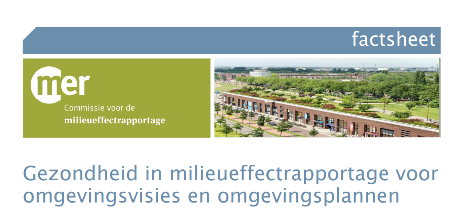 factsheet
mer
Commissie voor de
milieueffectrapportage
Gezondheid in milieueffectrapportage voor
omgevingsvisies en omgevingsplannen